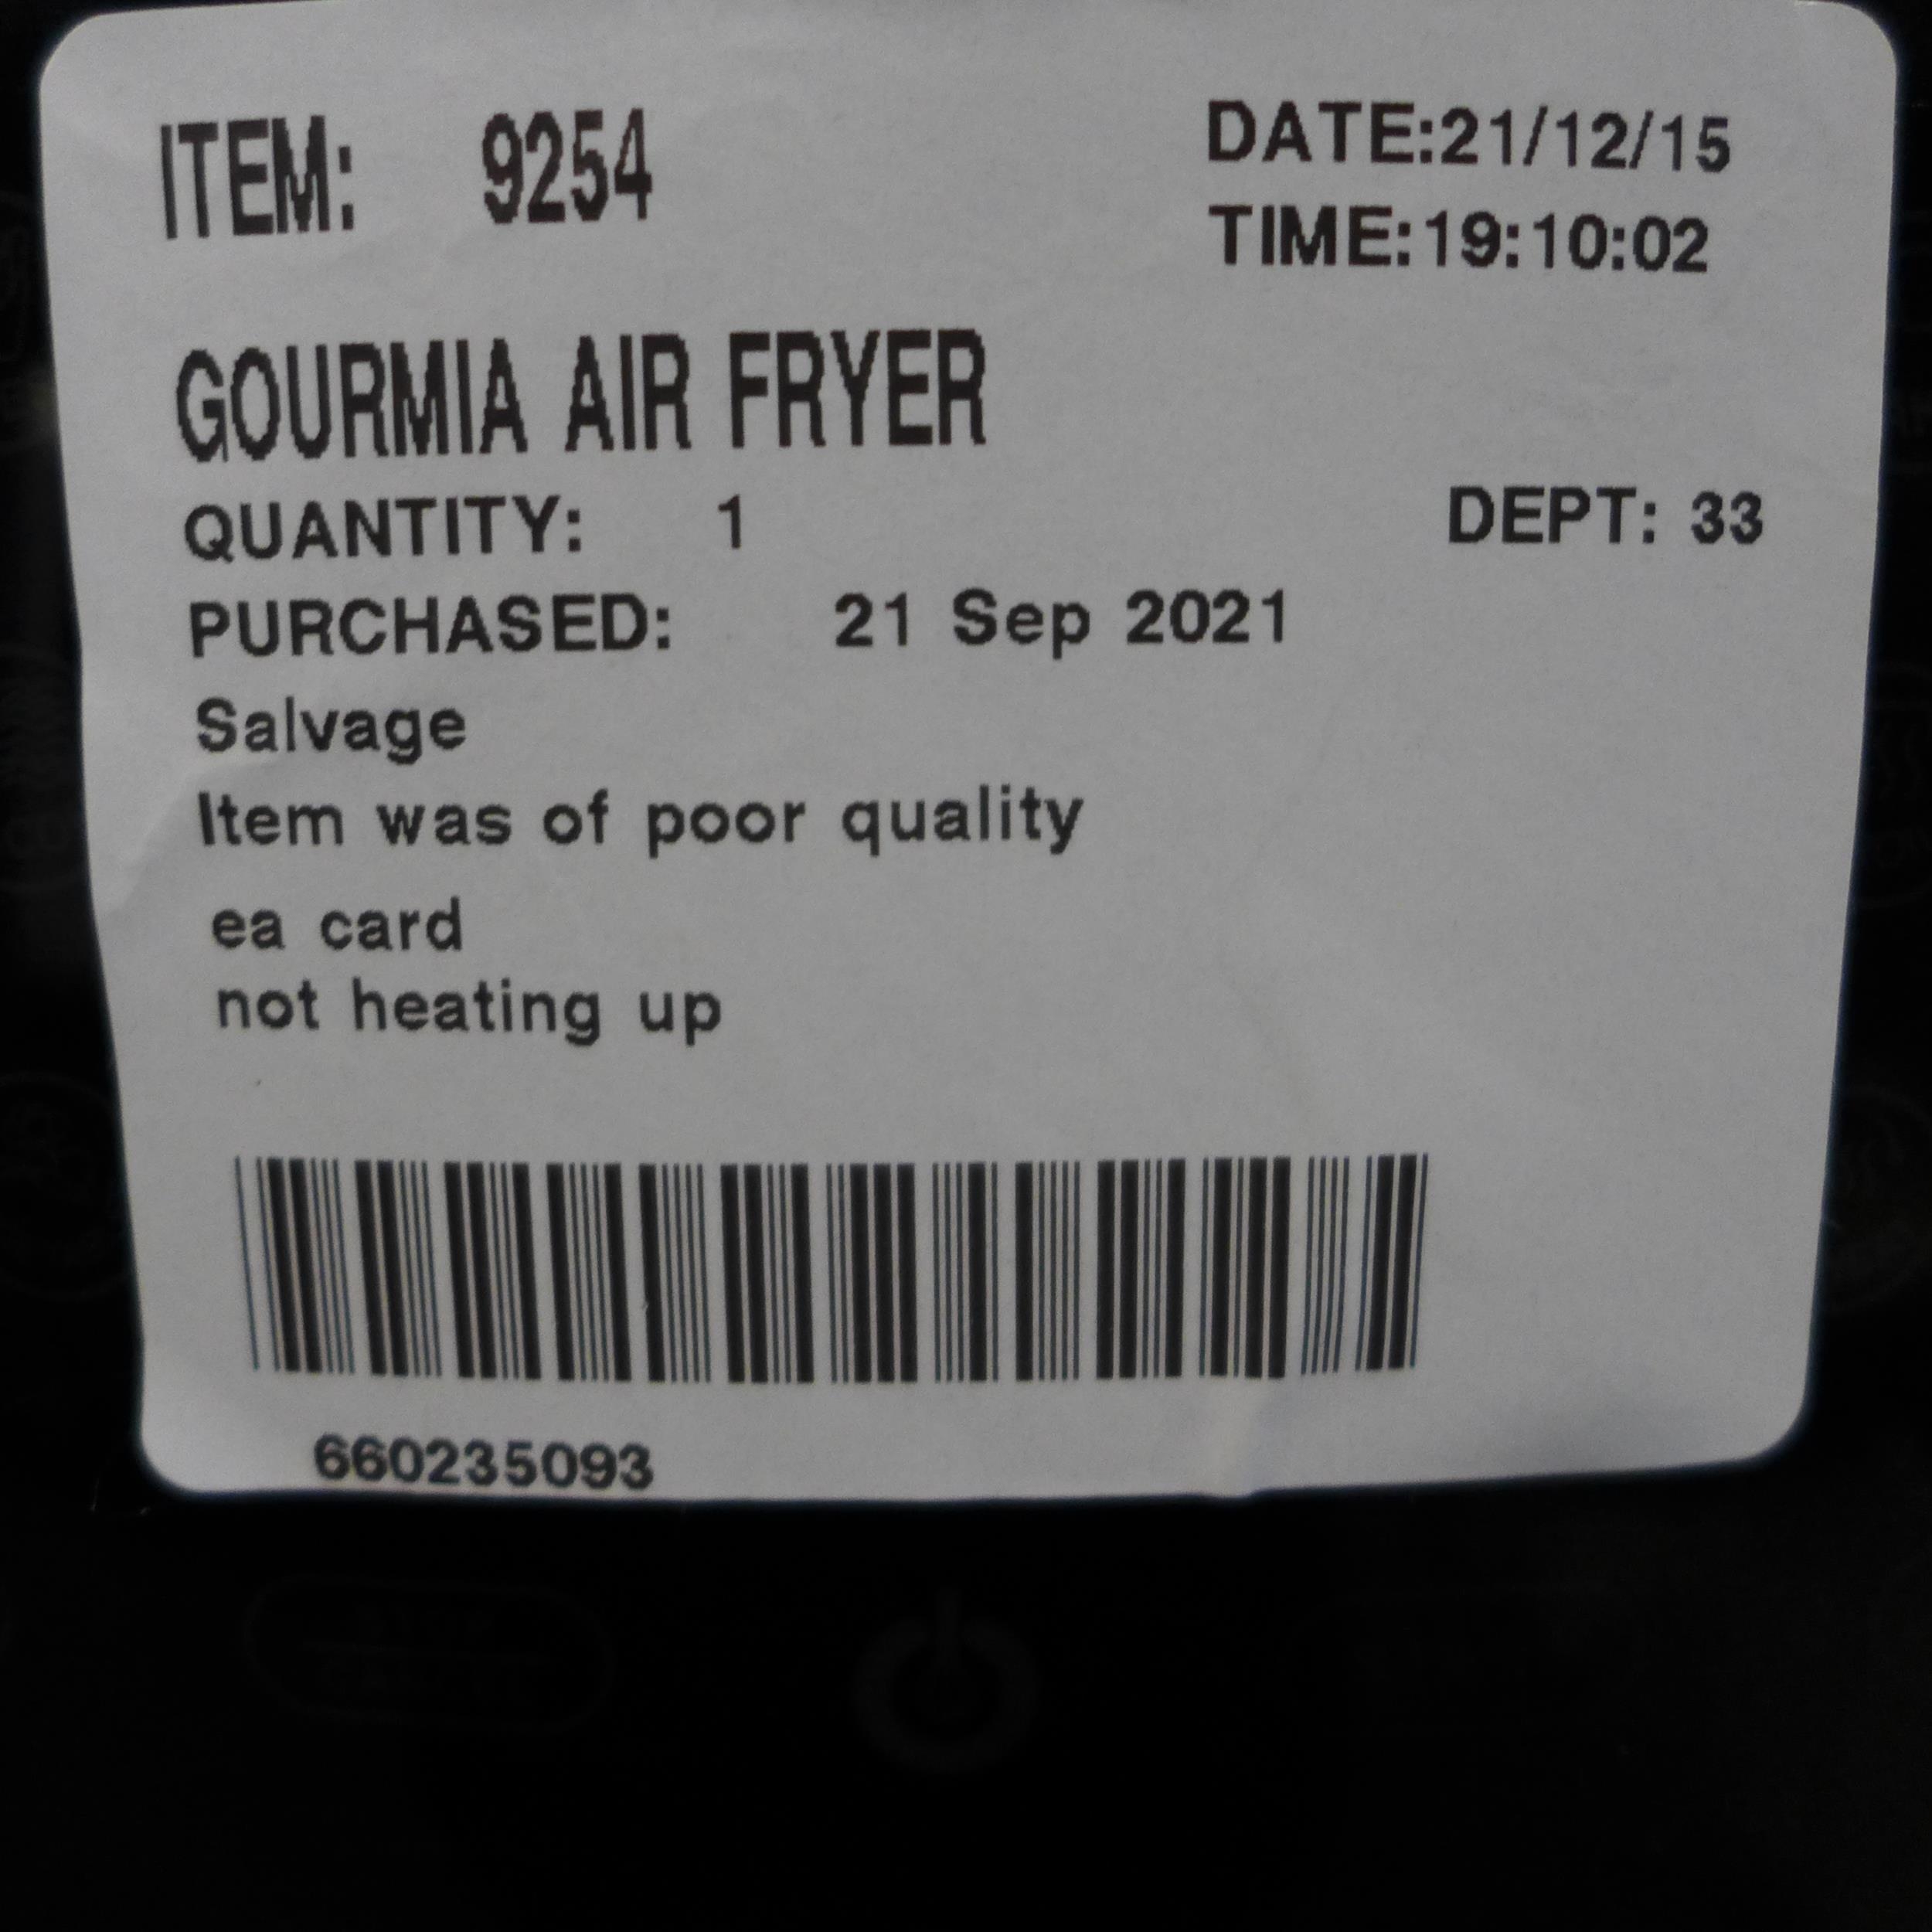 ITEM: 9254
DATE:21/12/15
TIME:19:10:02
GOURMIA AIR FRYER
QUANTITY: 1
DEPT: 33
PURCHASED: 21 Sep 2021
Salvage
Item was of poor quality
ea card
not heating up
660235093